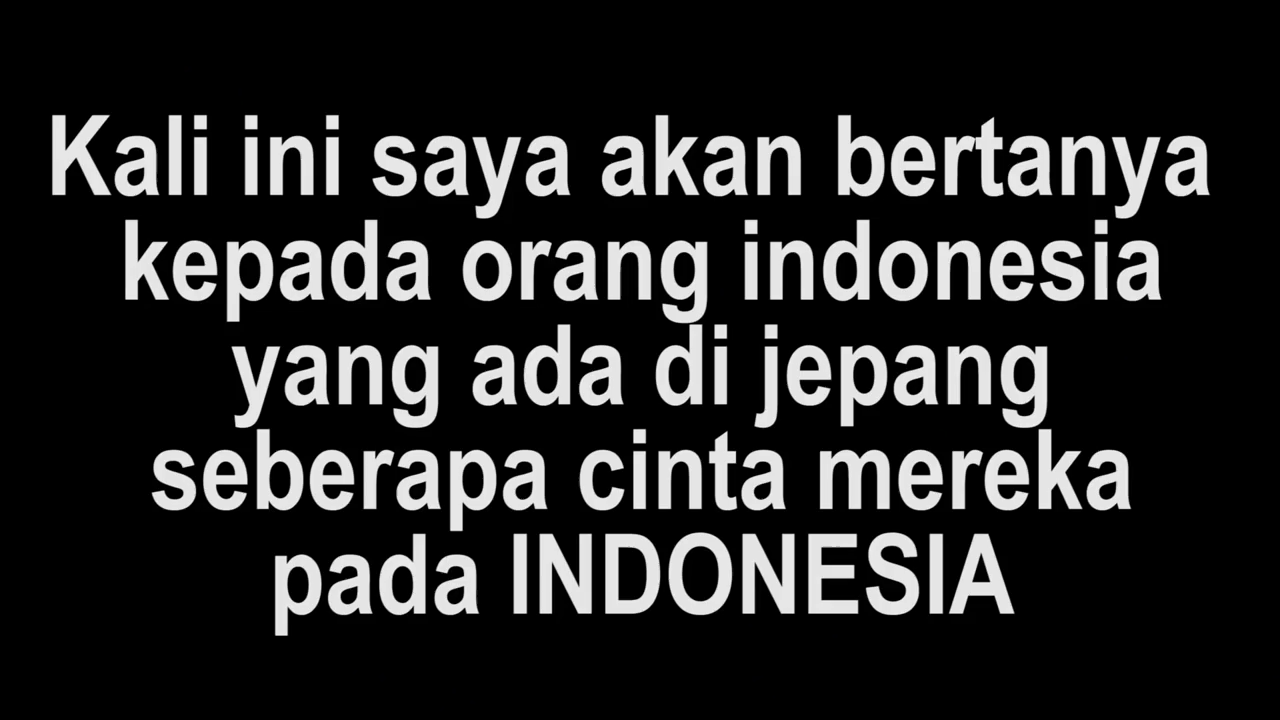 Kali ini saya akan bertanya
kepada orang indonesia
yang ada di jepang
seberapa cinta mereka
pada INDONESIA